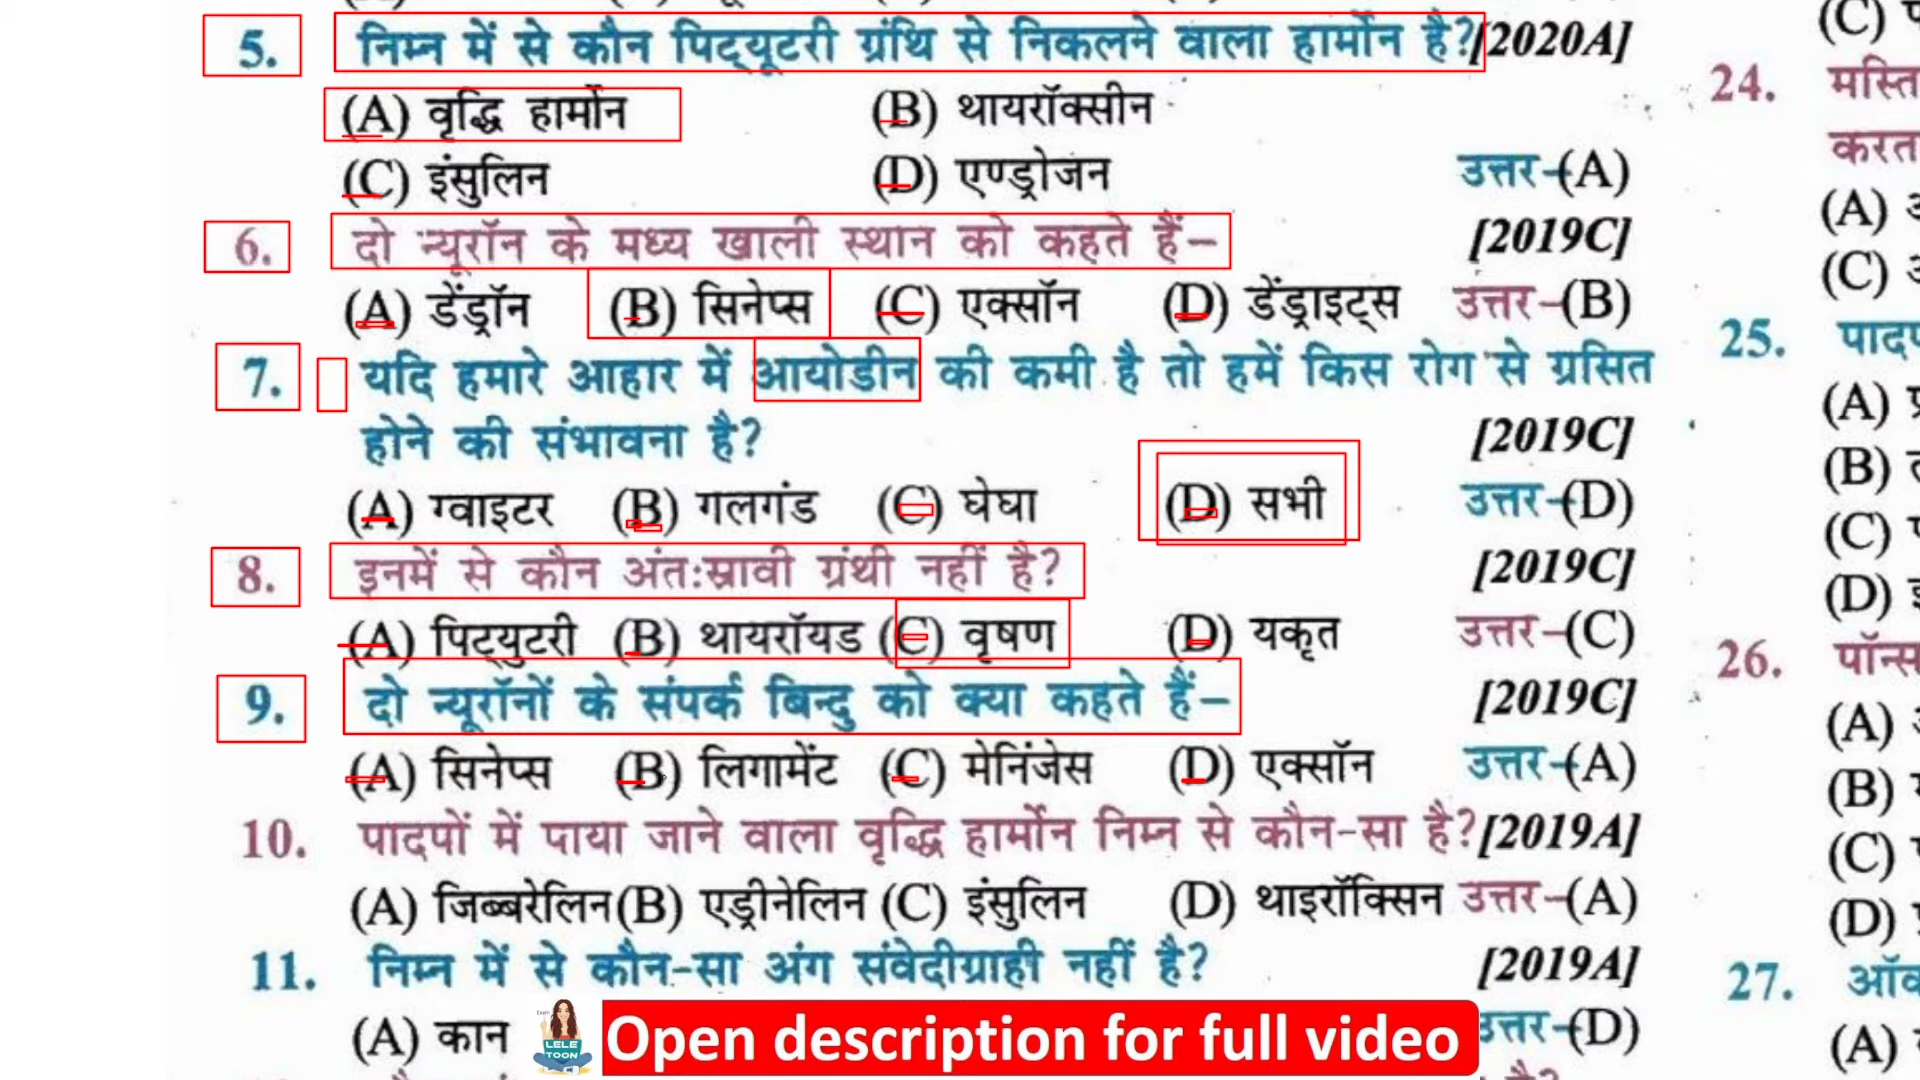 5. निम्न में से कौन पिट्यूटरी ग्रंथि से निकलने वाला हार्मोन है? [2020A]
(A) वृद्धि हार्मोन (B) थायरॉक्सीन
(C) इंसुलिन (D) एण्ड्रोजन उत्तर–(A)
6. दो न्यूरॉन के मध्य खाली स्थान को कहते हैं– [2019C]
(A) डेंड्रॉन (B) सिनेप्स (C) एक्सॉन (D) डेंड्राइट्स उत्तर–(B)
7. यदि हमारे आहार में आयोडीन की कमी है तो हमें किस रोग से ग्रसित
होने की संभावना है? [2019C]
(A) ग्वाइटर (B) गलगंड (C) घेघा (D) सभी उत्तर–(D)
8. इनमें से कौन अंतःस्रावी ग्रंथी नहीं है? [2019C]
(A) पिट्युटरी (B) थायरॉयड (C) वृषण (D) यकृत उत्तर–(C)
9. दो न्यूरॉनों के संपर्क बिन्दु को क्या कहते हैं– [2019C]
(A) सिनेप्स (B) लिगामेंट (C) मेनिंजेस (D) एक्सॉन उत्तर–(A)
10. पादपों में पाया जाने वाला वृद्धि हार्मोन निम्न से कौन-सा है? [2019A]
(A) जिब्बरेलिन (B) एड्रीनेलिन (C) इंसुलिन (D) थाइरॉक्सिन उत्तर–(A)
11. निम्न में से कौन-सा अंग संवेदीग्राही नहीं है? [2019A]
(A) कान उत्तर–(D)
LELE
TOON
Open description for full video
(C)
24.
करत
(A)
(C)
25.
(A)
(B)
(C)
(D)
26. पॉन्स
(A)
(B)
(C)
(D)
27.
(A)